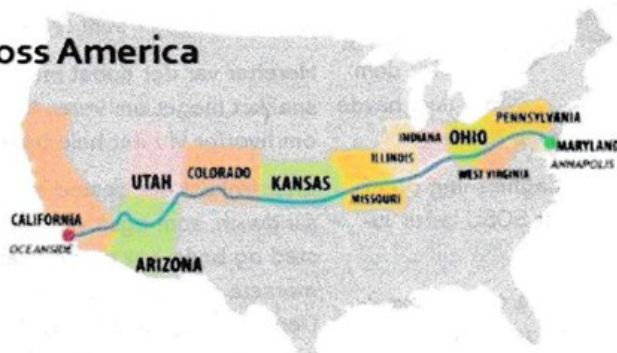 oss America
PENNSYLVANIA
INDIANA
OHIO
MARYLAND
ILLINOIS
ANNAPOLIS
UTAH
COLORADO
KANSAS
WEST VIRGINIA
MISSOURI
CALIFORNIA
OCEANSIDE
ARIZONA